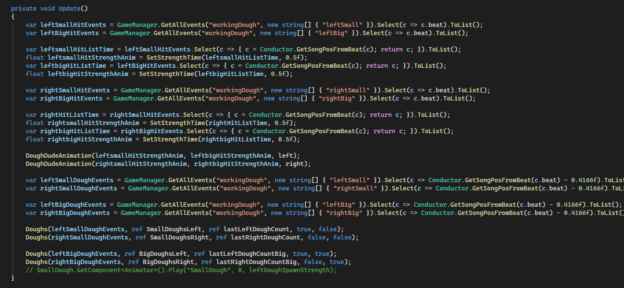 private void Update()
{
var leftSmallHitEvents = GameManager.GetAllEvents("workingDough", new string[] { "leftSmall" }).Select(c => c.beat).ToList();
var leftBigHitEvents = GameManager.GetAllEvents("workingDough", new string[] { "leftBig" }).Select(c => c.beat).ToList();
var leftsmallHitListTime = leftSmallHitEvents.Select(c => { c = Conductor.GetSongPosFromBeat(c); return c; }).ToList();
float leftsmallHitStrengthAnim = SetStrengthTime(leftsmallHitListTime, 0.5f);
var leftbigHitListTime = leftBigHitEvents.Select(c => { c = Conductor.GetSongPosFromBeat(c); return c; }).ToList();
float leftbigHitStrengthAnim = SetStrengthTime(leftbigHitListTime, 0.5f);
var rightSmallHitEvents = GameManager.GetAllEvents("workingDough", new string[] { "rightSmall" }).Select(c => c.beat).ToList();
var rightBigHitEvents = GameManager.GetAllEvents("workingDough", new string[] { "rightBig" }).Select(c => c.beat).ToList();
var rightHitListTime = rightSmallHitEvents.Select(c => { c = Conductor.GetSongPosFromBeat(c); return c; }).ToList();
float rightsmallHitStrengthAnim = SetStrengthTime(rightHitListTime, 0.5f);
var rightbigHitListTime = rightBigHitEvents.Select(c => { c = Conductor.GetSongPosFromBeat(c); return c; }).ToList();
float rightbigHitStrengthAnim = SetStrengthTime(rightbigHitListTime, 0.5f);
DoughDudeAnimation(leftsmallHitStrengthAnim, leftbigHitStrengthAnim, left);
DoughDudeAnimation(rightsmallHitStrengthAnim, rightbigHitStrengthAnim, right);
var leftSmallDoughEvents = GameManager.GetAllEvents("workingDough", new string[] { "leftSmall" }).Select(c => Conductor.GetSongPosFromBeat(c.beat) - 0.4166f).ToLis
var rightSmallDoughEvents = GameManager.GetAllEvents("workingDough", new string[] { "rightSmall" }).Select(c => Conductor.GetSongPosFromBeat(c.beat) - 0.4166f).ToL
var leftBigDoughEvents = GameManager.GetAllEvents("workingDough", new string[] { "leftBig" }).Select(c => Conductor.GetSongPosFromBeat(c.beat) - 0.4166f).ToList()
var rightBigDoughEvents = GameManager.GetAllEvents("workingDough", new string[] { "rightBig" }).Select(c => Conductor.GetSongPosFromBeat(c.beat) - 0.4166f).ToList
Doughs(leftSmallDoughEvents, ref SmallDoughsLeft, ref lastLeftDoughCount, true, false);
Doughs(rightSmallDoughEvents, ref SmallDoughsRight, ref lastRightDoughCount, false, false);
Doughs(leftBigDoughEvents, ref BigDoughsLeft, ref lastLeftDoughCountBig, true, true);
Doughs(rightBigDoughEvents, ref BigDoughsRight, ref lastRightDoughCountBig, false, true);
// SmallDough.GetComponent<Animator>().Play("SmallDough", 0, leftDoughSpawnStrength);
}